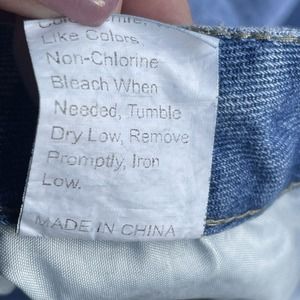 Like Colors,
Non-Chlorine
Bleach When
Needed, Tumble
Dry Low, Remove
Promptly, Iron
Low.
MADE IN CHINA